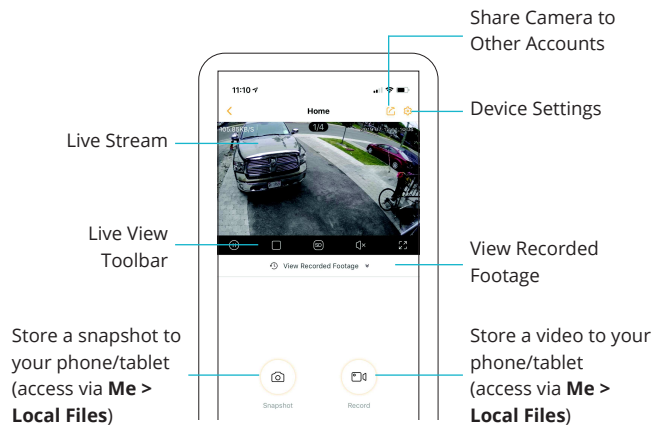 Share Camera to
Other Accounts
11:10
Home
Device Settings
1/4
Live Stream
Live View
Toolbar
SD
View Recorded Footage
View Recorded
Footage
Store a snapshot to
your phone/tablet
(access via Me >
Local Files)
Store a video to your
phone/tablet
(access via Me >
Local Files)
Snapshot
Record